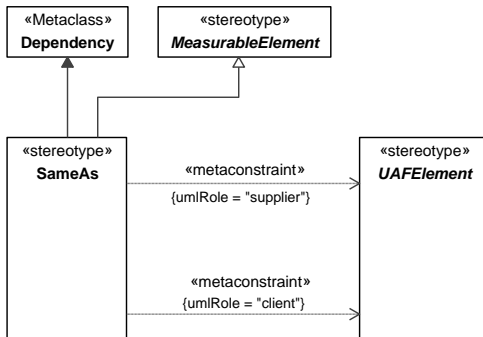 «Metaclass»
Dependency
«stereotype»
MeasurableElement
«stereotype»
SameAs
«metaconstraint»
{umlRole = "supplier"}
«stereotype»
UAFElement
«metaconstraint»
{umlRole = "client"}